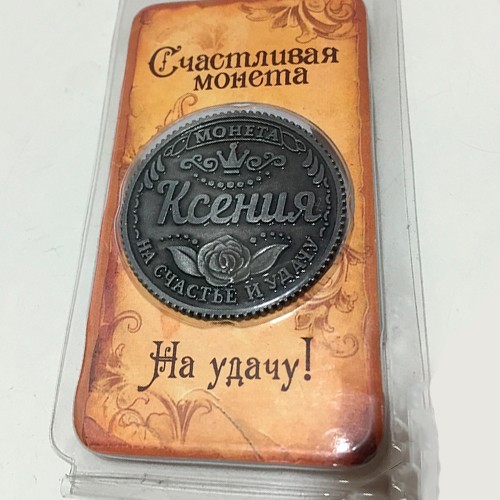 Счастливая
монета
МОНЕТА
Ксения
НА СЧАСТЬЕ И УДАЧУ
На удачу!